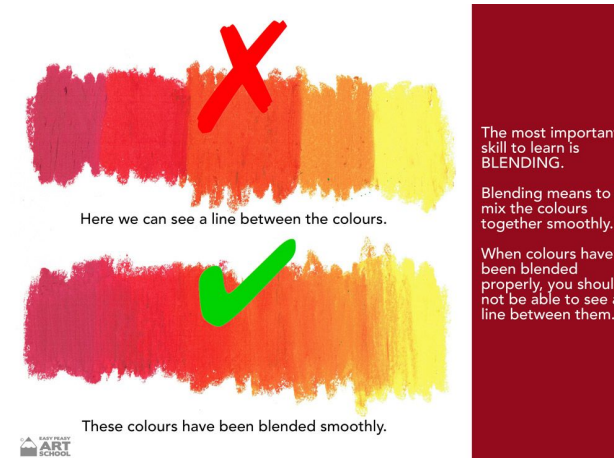 The most important
skill to learn is
BLENDING.
Blending means to
mix the colours
together smoothly.
When colours have
been blended
properly, you should
not be able to see a
line between them.
Here we can see a line between the colours.
These colours have been blended smoothly.
EASY PEASY
ART
SCHOOL